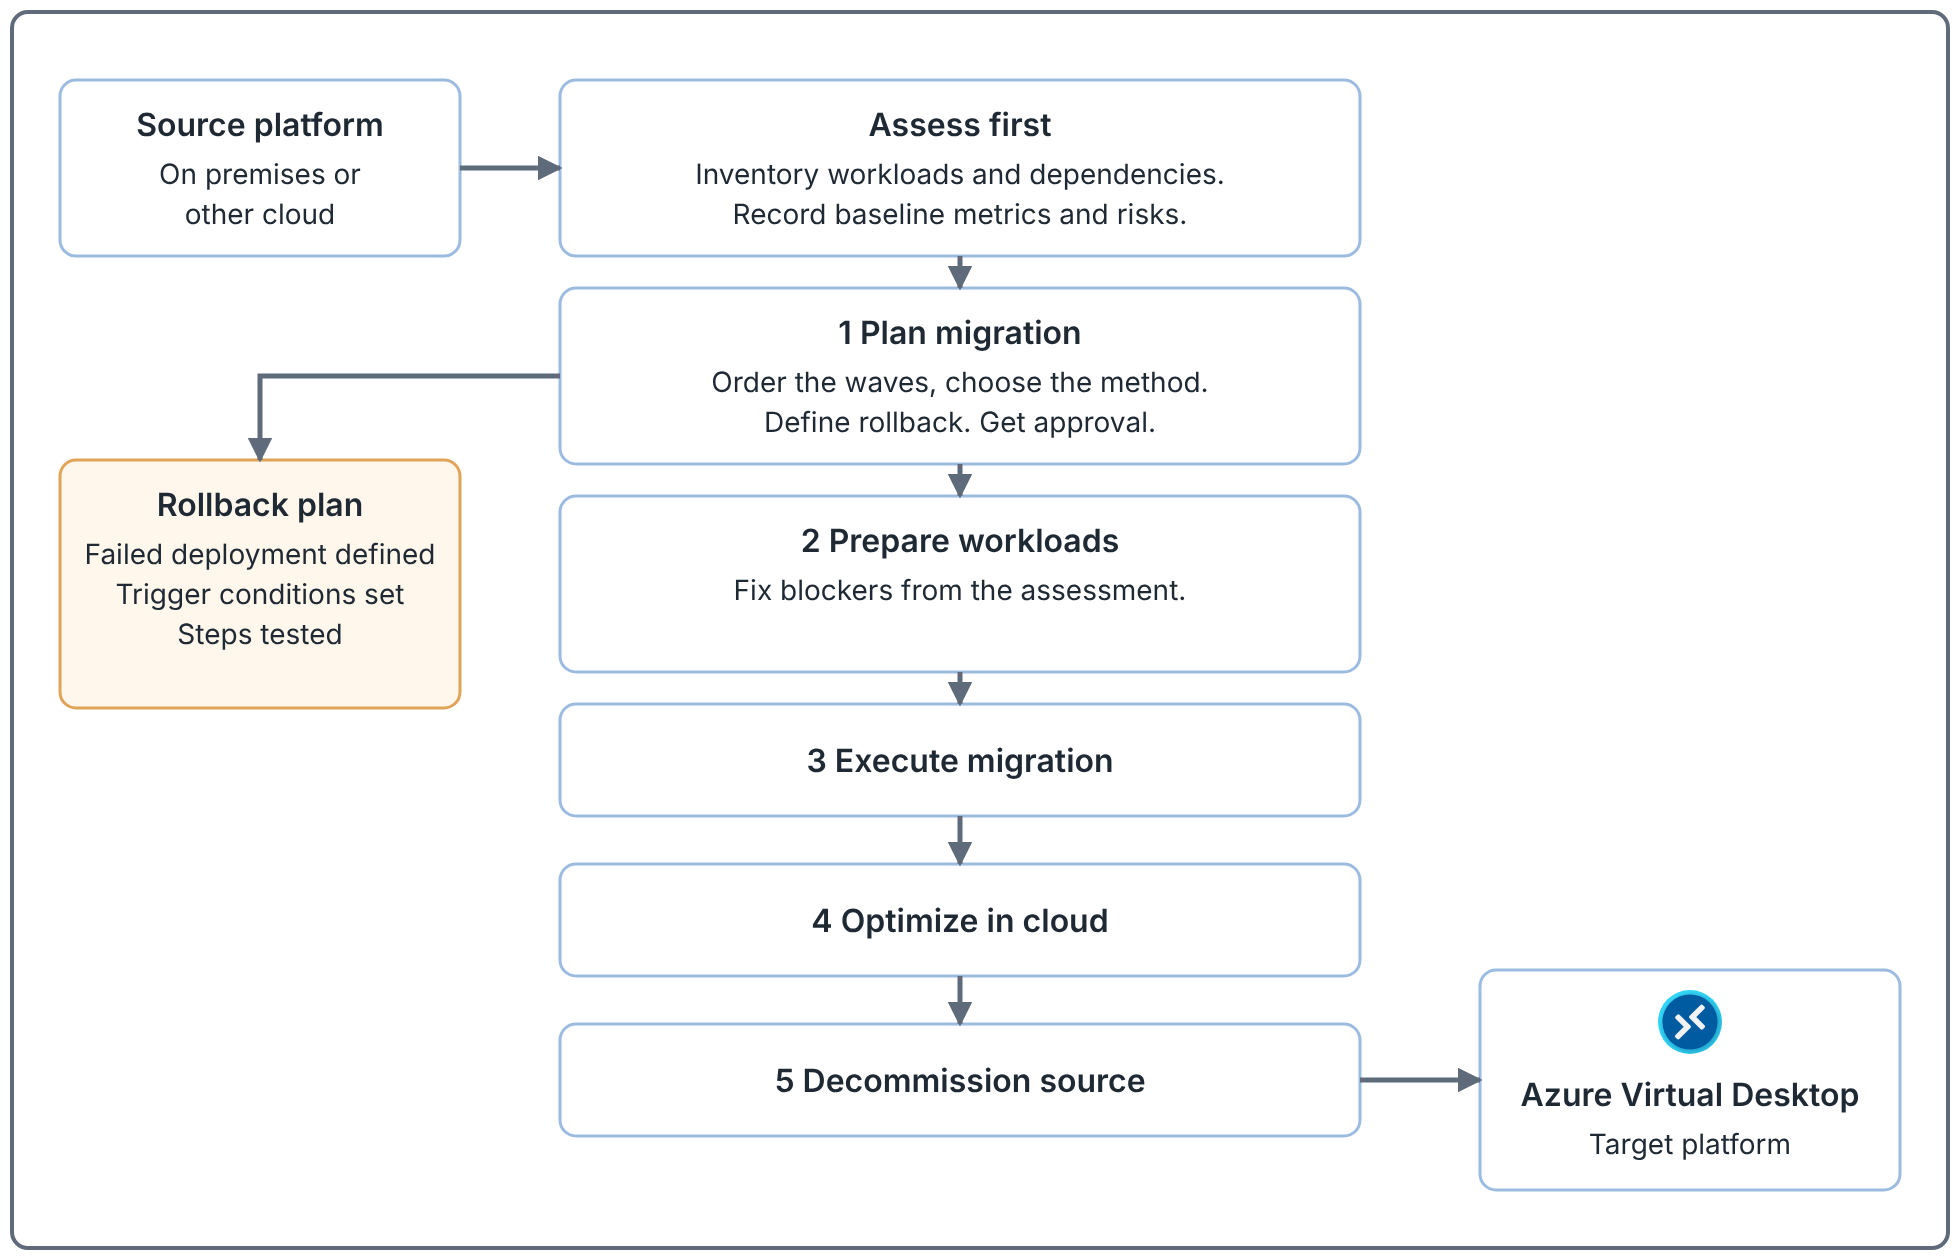 Source platform
On premises or
other cloud
Assess first
Inventory workloads and dependencies.
Record baseline metrics and risks.
1 Plan migration
Order the waves, choose the method.
Define rollback. Get approval.
Rollback plan
Failed deployment defined
Trigger conditions set
Steps tested
2 Prepare workloads
Fix blockers from the assessment.
3 Execute migration
4 Optimize in cloud
5 Decommission source
Azure Virtual Desktop
Target platform